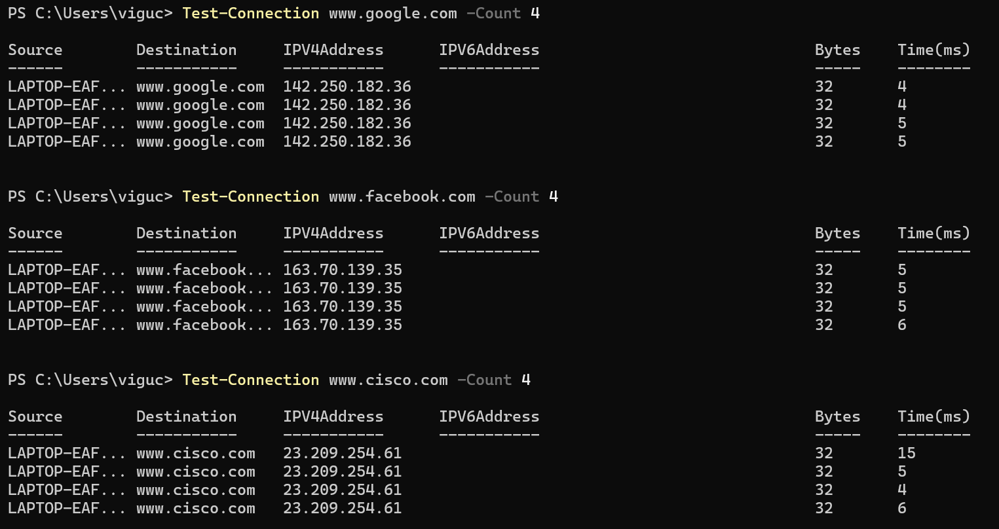 PS C:\Users\viguc> Test-Connection www.google.com -Count 4
Source        Destination     IPV4Address      IPV6Address                              Bytes    Time(ms)
------        -----------     -----------      -----------                              -----    --------
LAPTOP-EAF... www.google.com  142.250.182.36                                            32       4
LAPTOP-EAF... www.google.com  142.250.182.36                                            32       4
LAPTOP-EAF... www.google.com  142.250.182.36                                            32       5
LAPTOP-EAF... www.google.com  142.250.182.36                                            32       5
PS C:\Users\viguc> Test-Connection www.facebook.com -Count 4
Source        Destination     IPV4Address      IPV6Address                              Bytes    Time(ms)
------        -----------     -----------      -----------                              -----    --------
LAPTOP-EAF... www.facebook... 163.70.139.35                                             32       5
LAPTOP-EAF... www.facebook... 163.70.139.35                                             32       5
LAPTOP-EAF... www.facebook... 163.70.139.35                                             32       5
LAPTOP-EAF... www.facebook... 163.70.139.35                                             32       6
PS C:\Users\viguc> Test-Connection www.cisco.com -Count 4
Source        Destination     IPV4Address      IPV6Address                              Bytes    Time(ms)
------        -----------     -----------      -----------                              -----    --------
LAPTOP-EAF... www.cisco.com   23.209.254.61                                             32       15
LAPTOP-EAF... www.cisco.com   23.209.254.61                                             32       5
LAPTOP-EAF... www.cisco.com   23.209.254.61                                             32       4
LAPTOP-EAF... www.cisco.com   23.209.254.61                                             32       6